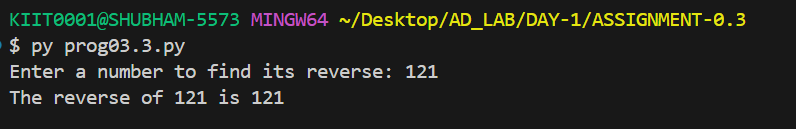 KIIT0001@SHUBHAM-5573 MINGW64 ~/Desktop/AD_LAB/DAY-1/ASSIGNMENT-0.3
$ py prog03.3.py
Enter a number to find its reverse: 121
The reverse of 121 is 121